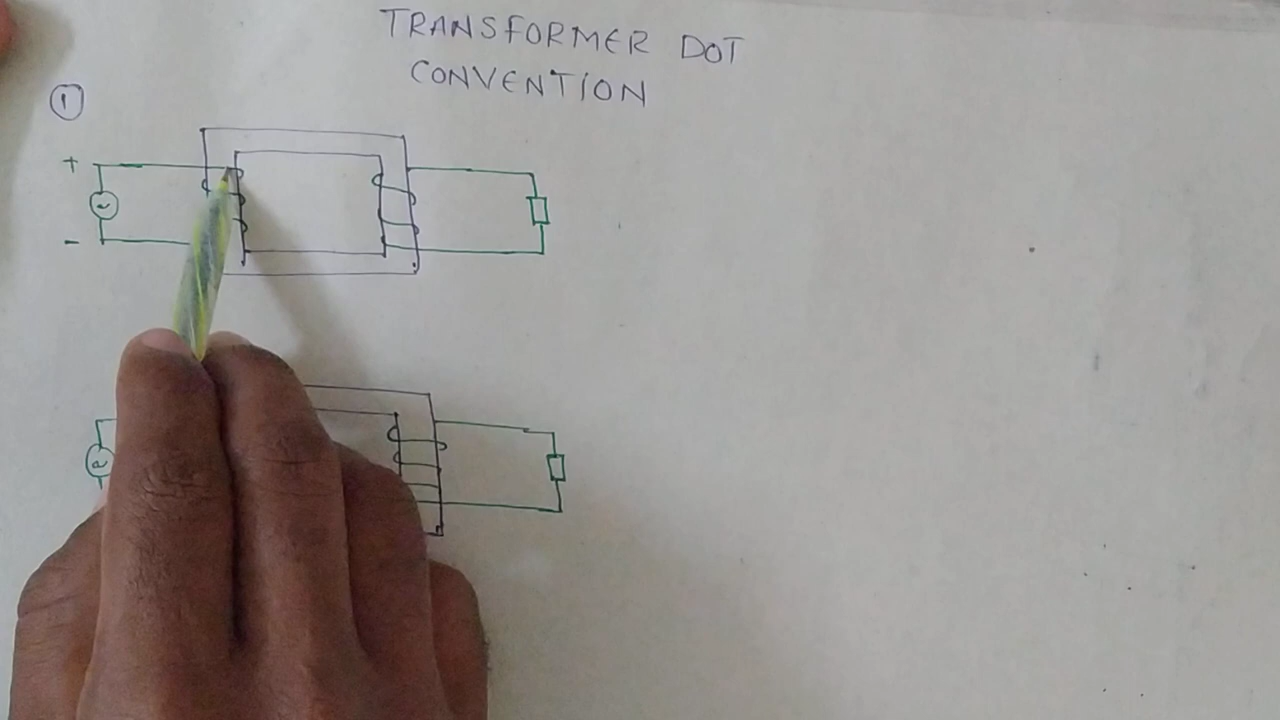 TRANSFORMER DOT
CONVENTION
1
+
-